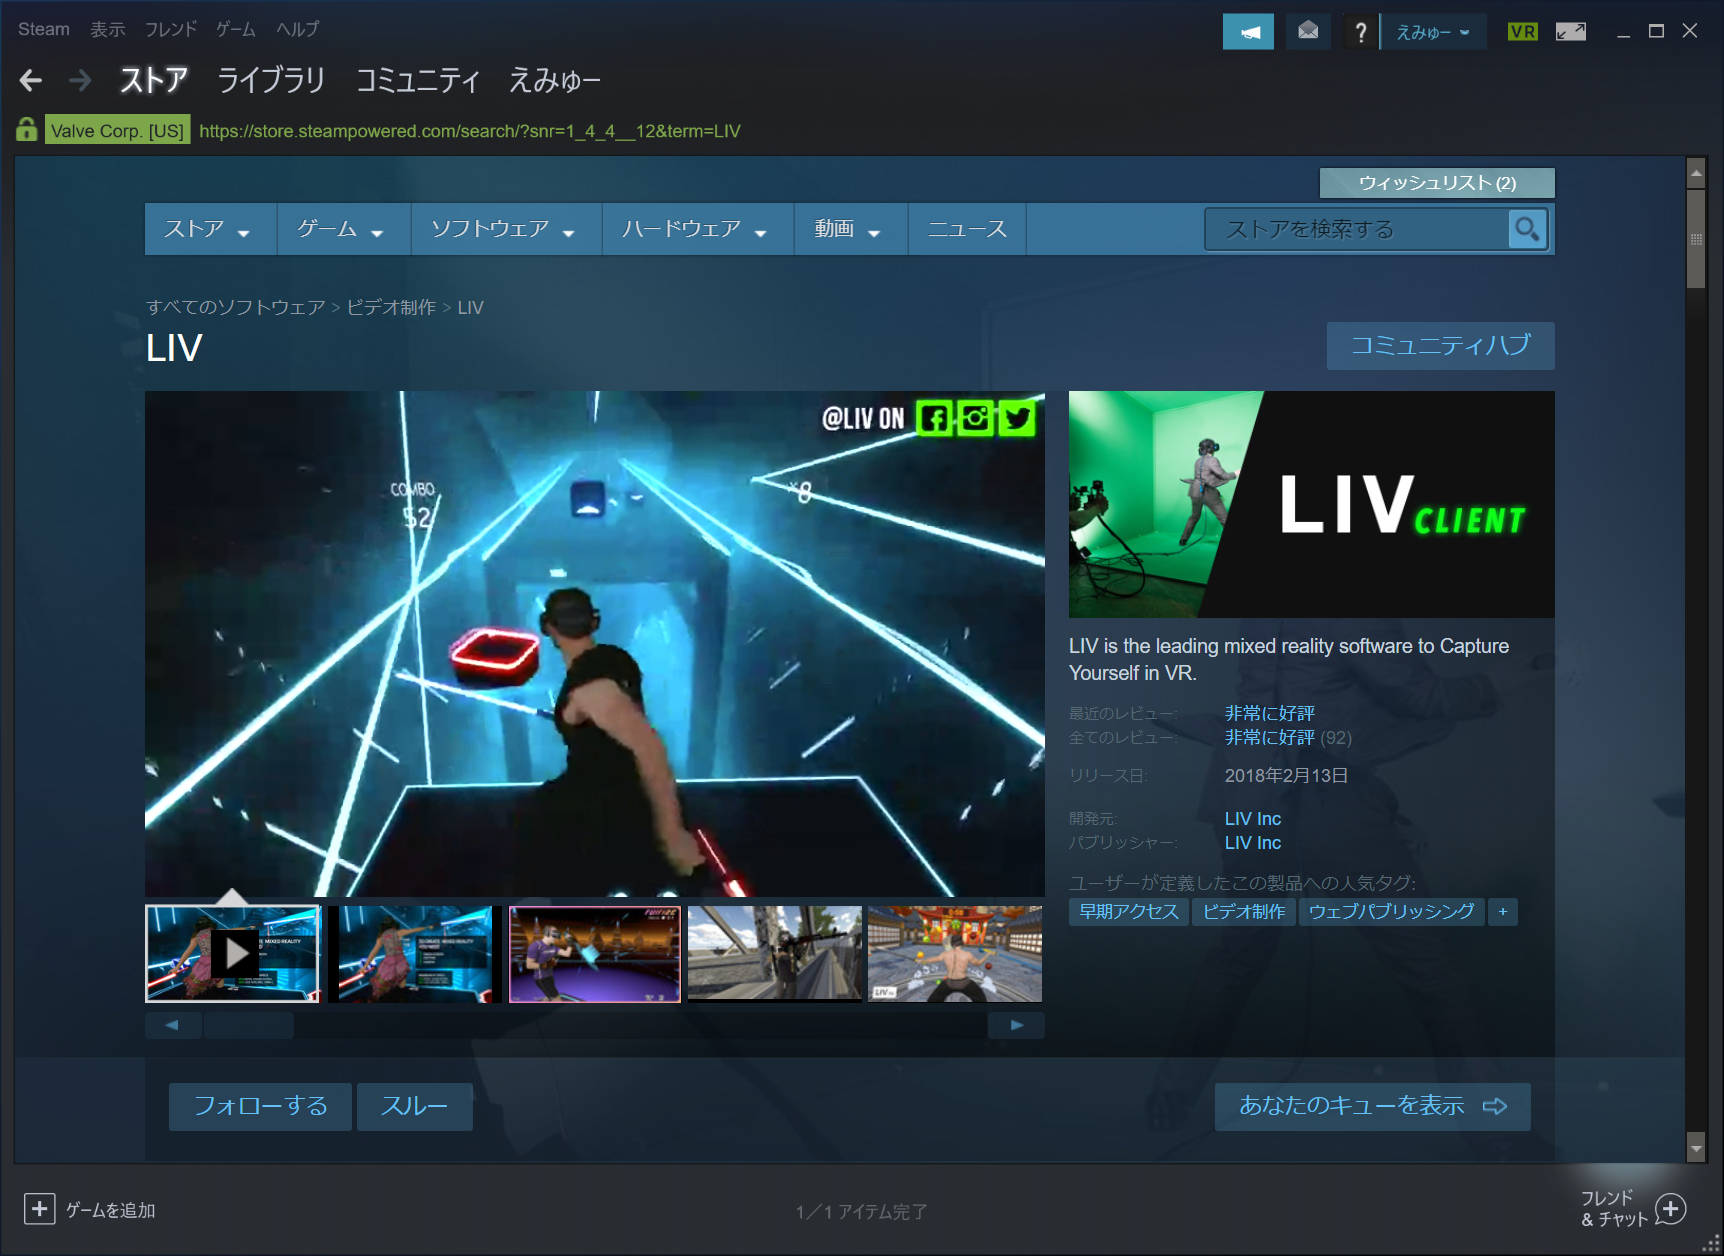 Steam 表示 フレンド ゲーム ヘルプ
? えみゅー VR
ストア ライブラリ コミュニティ えみゅー
Valve Corp. [US] https://store.steampowered.com/search/?snr=1_4_4__12&term=LIV
ウィッシュリスト (2)
ストア ゲーム ソフトウェア ハードウェア 動画 ニュース ストアを検索する
すべてのソフトウェア > ビデオ制作 > LIV
LIV
コミュニティハブ
@LIV ON
COMBO
52
x8
LIV CLIENT
LIV is the leading mixed reality software to Capture
Yourself in VR.
最近のレビュー: 非常に好評
全てのレビュー: 非常に好評 (92)
リリース日: 2018年2月13日
開発元: LIV Inc
パブリッシャー: LIV Inc
ユーザーが定義したこの製品への人気タグ:
早期アクセス ビデオ制作 ウェブパブリッシング +
フォローする スルー あなたのキューを表示
ゲームを追加
1／1 アイテム完了
フレンド
& チャット